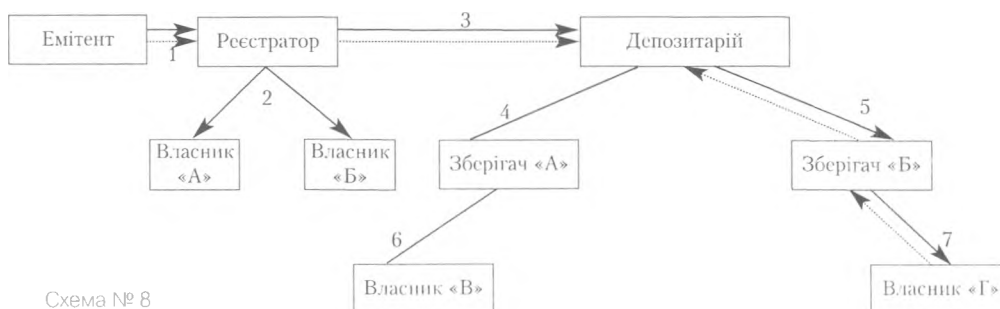 3
Емітент
Реєстратор
Депозитарій
1
2
4
5
Власник
«А»
Власник
«Б»
Зберігач «А»
Зберігач «Б»
6
7
Власник «В»
Власник «Г»
Схема № 8